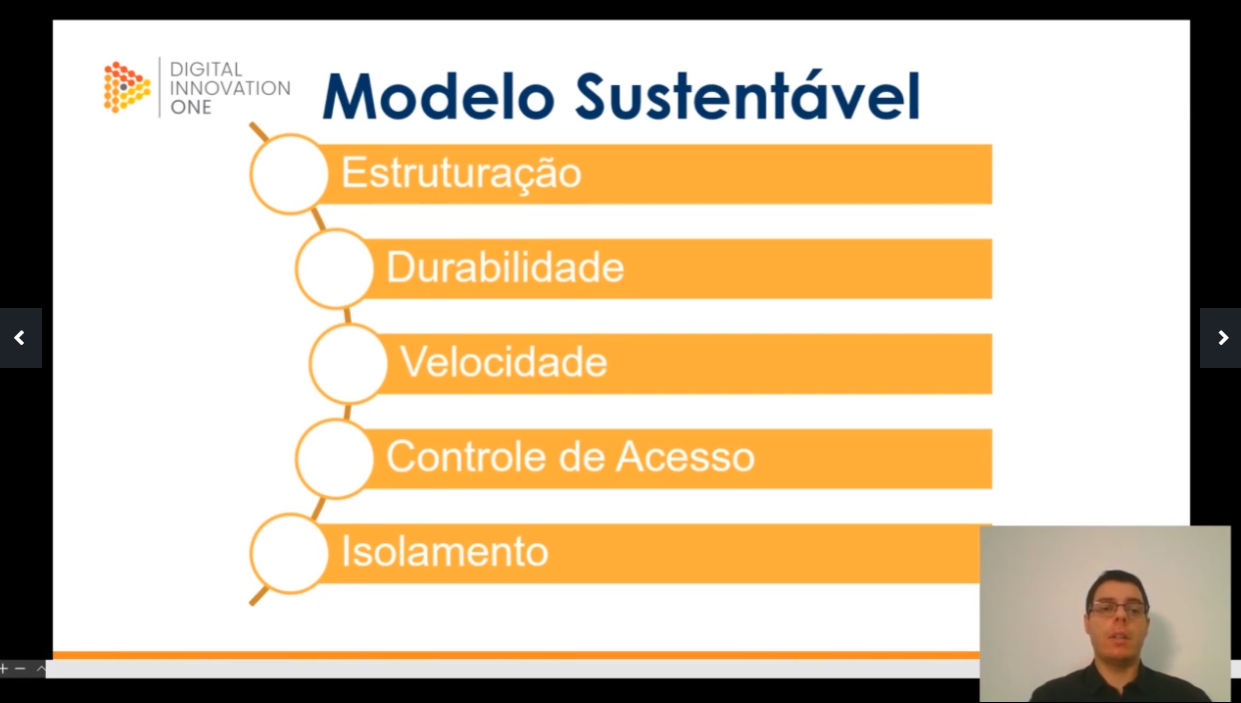 DIGITAL
INNOVATION
ONE
Modelo Sustentável
Estruturação
Durabilidade
Velocidade
Controle de Acesso
Isolamento